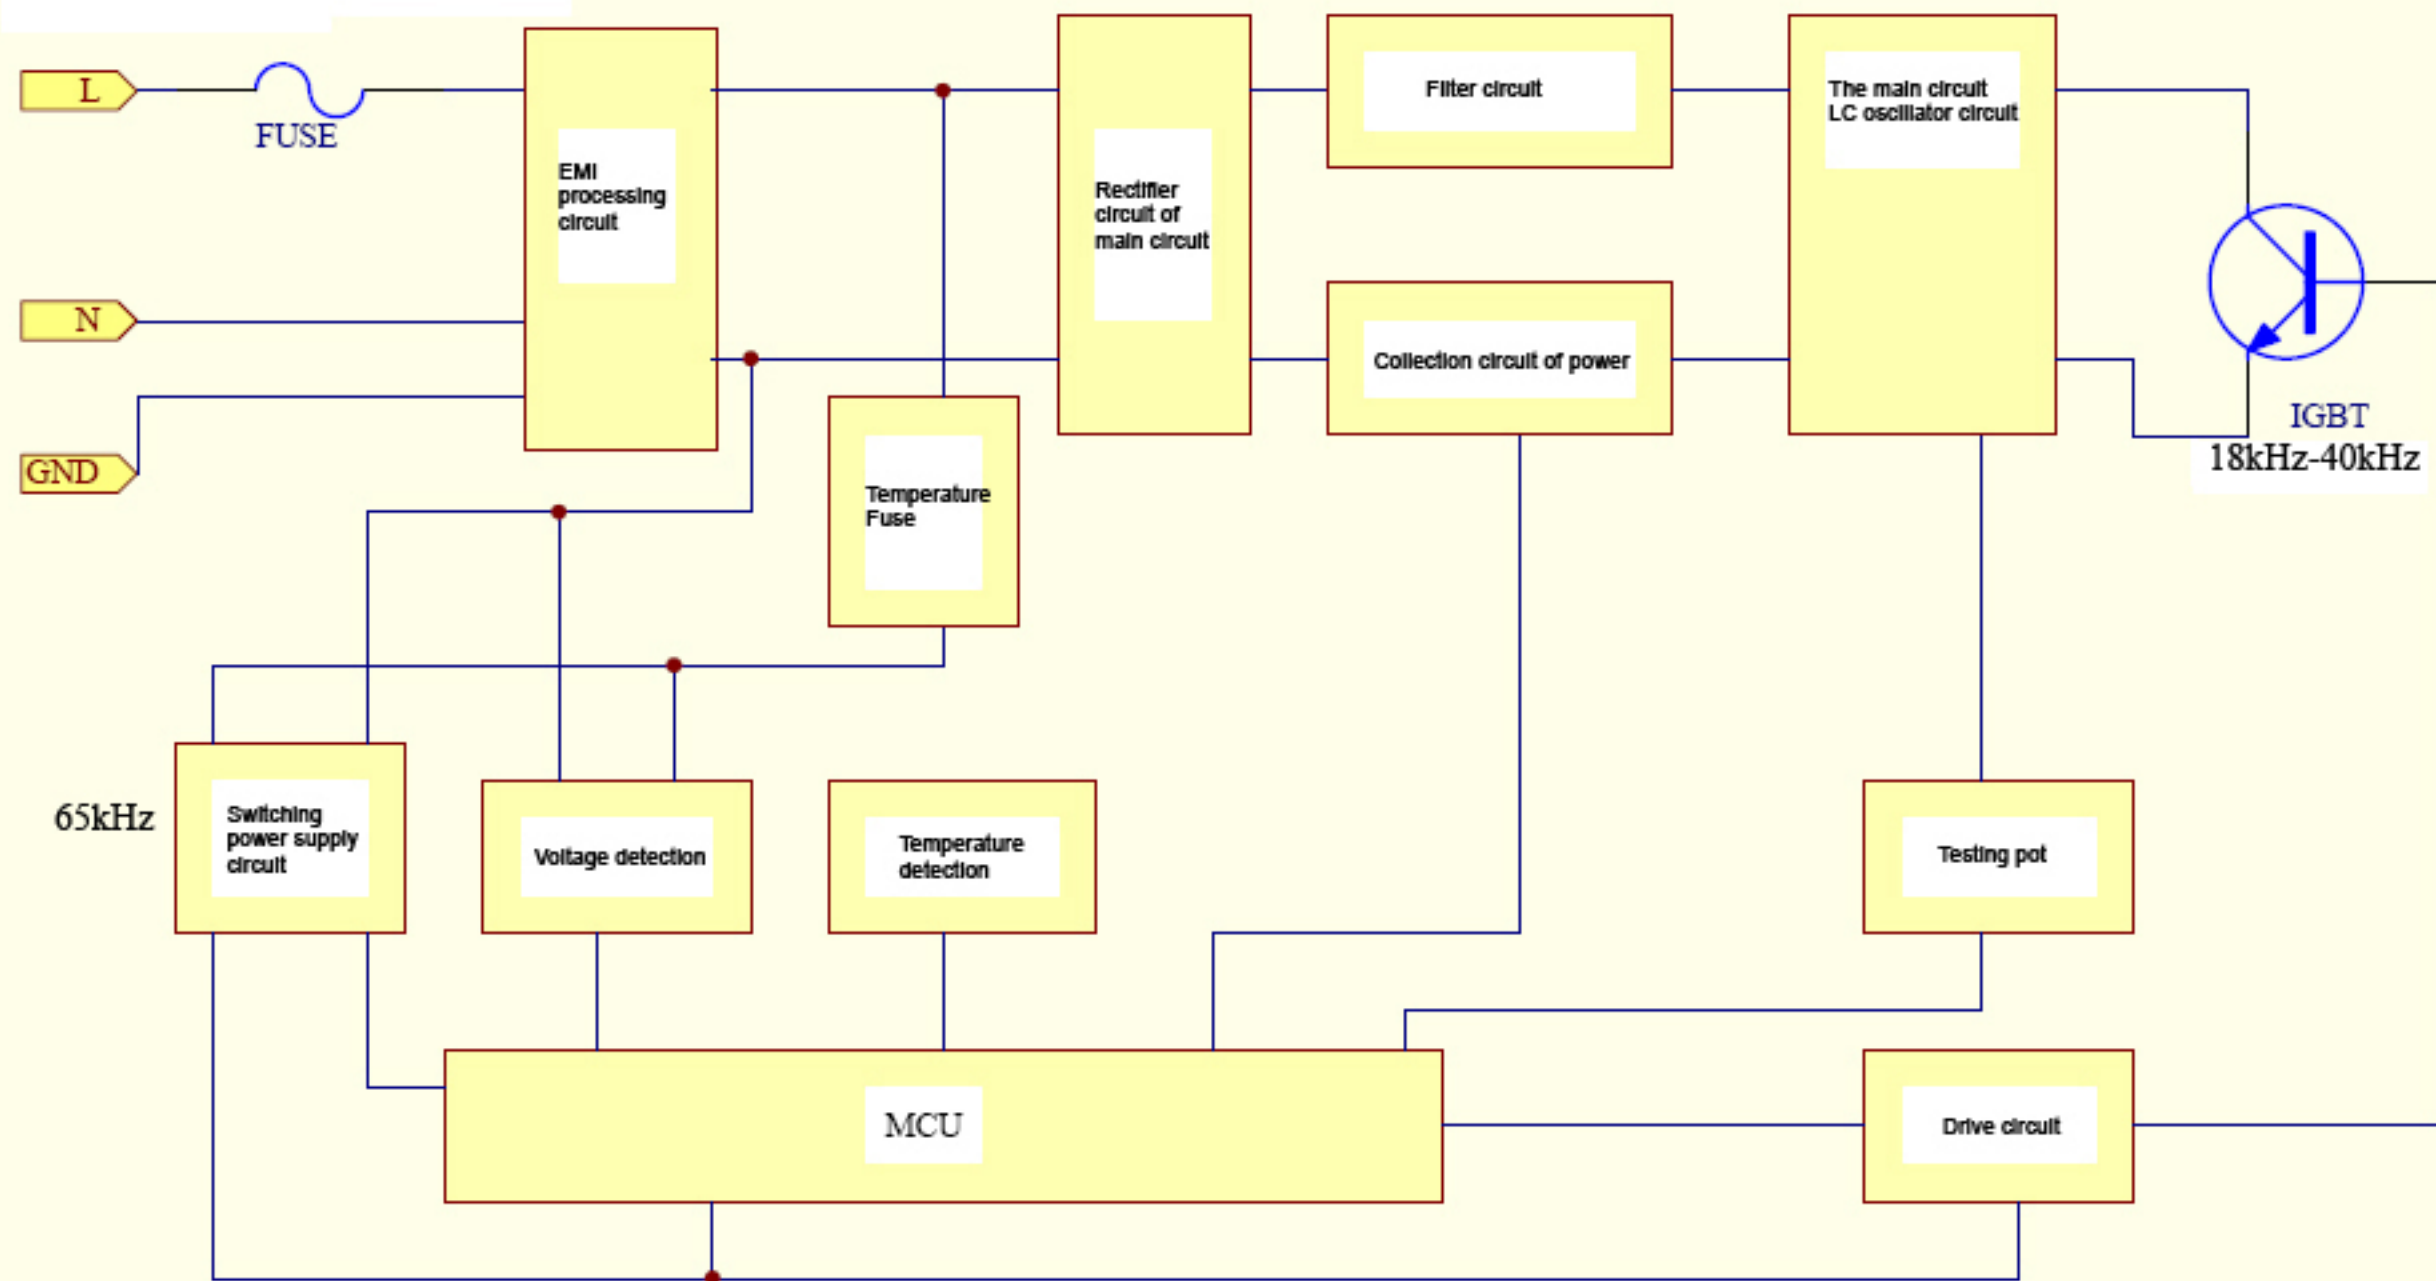 L
FUSE
N
GND
EMI
processing
circuit
Rectifier
circuit of
main circuit
Filter circuit
Collection circuit of power
The main circuit
LC oscillator circuit
IGBT
18kHz-40kHz
Temperature
Fuse
65kHz
Switching
power supply
circuit
Voltage detection
Temperature
detection
Testing pot
MCU
Drive circuit